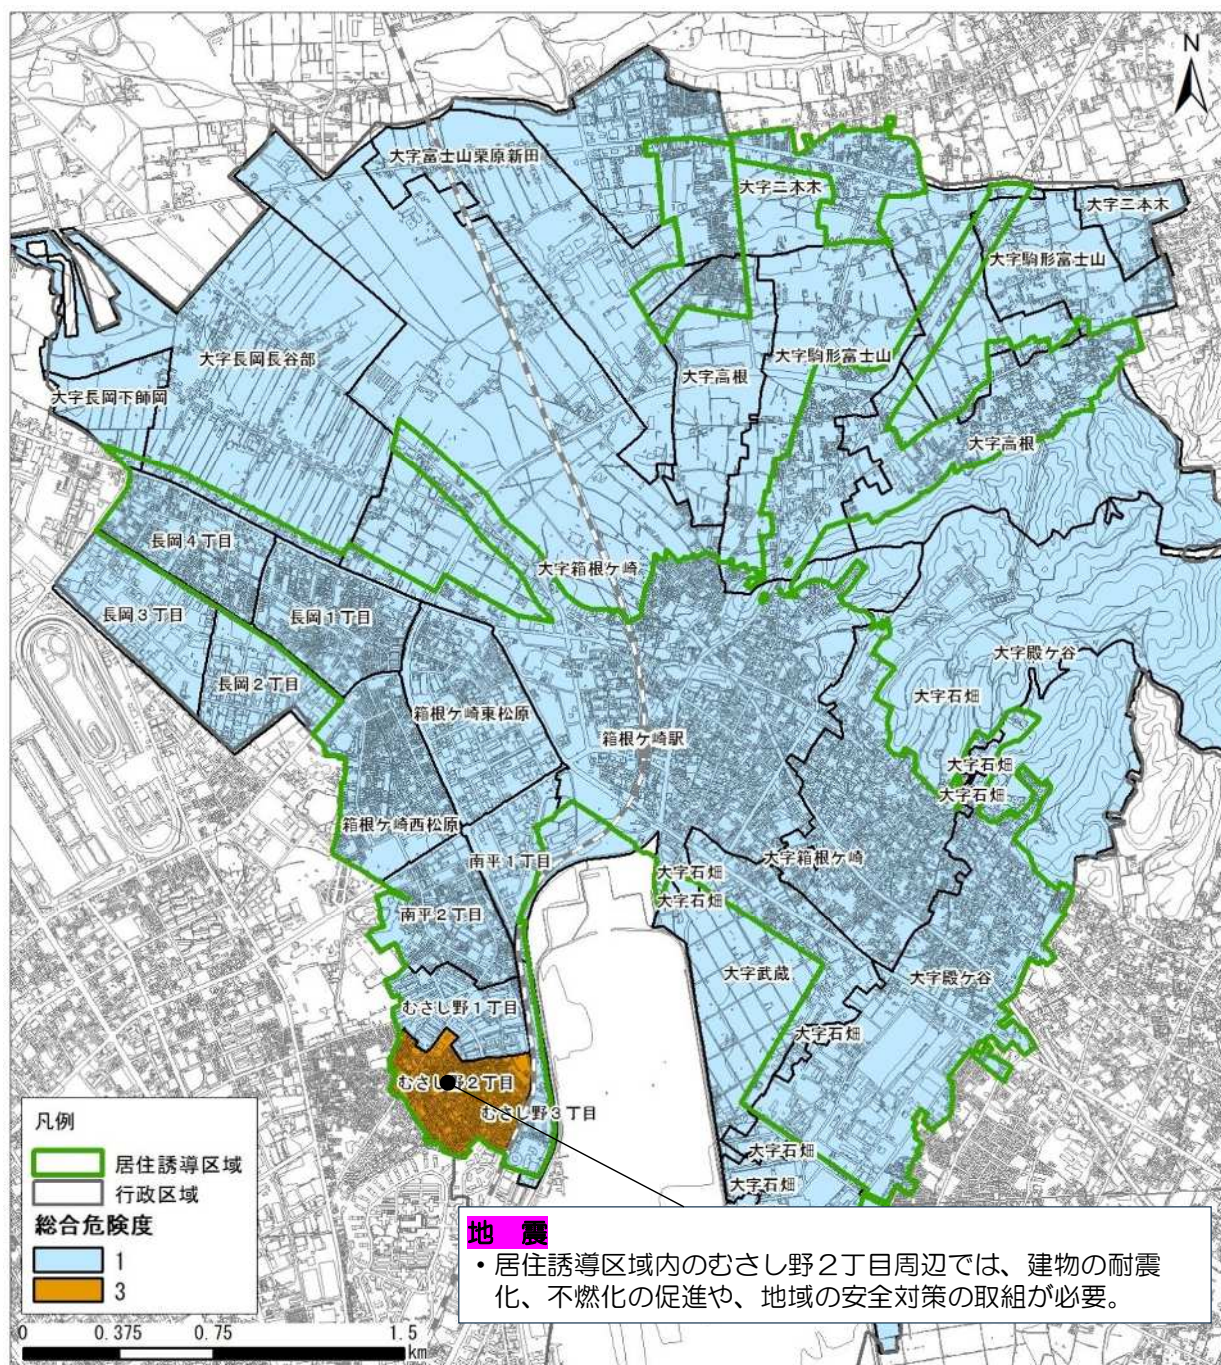 N
大字富士山栗原新田
大字二本木
大字二本木
大字駒形富士山
大字長岡長谷部
大字駒形富士山
大字高根
大字長岡下師岡
大字高根
長岡4丁目
大字箱根ケ崎
長岡3丁目
長岡1丁目
大字殿ケ谷
長岡2丁目
大字石畑
箱根ケ崎東松原
箱根ケ崎駅
大字石畑
大字石畑
箱根ケ崎西松原
南平1丁目
大字箱根ケ崎
大字石畑
大字石畑
南平2丁目
大字武蔵
大字殿ケ谷
むさし野1丁目
大字石畑
むさし野2丁目
むさし野3丁目
大字石畑
大字石畑
凡例
居住誘導区域
行政区域
総合危険度
1
3
0 0.375 0.75 1.5
km
地 震
・居住誘導区域内のむさし野２丁目周辺では、建物の耐震
化、不燃化の促進や、地域の安全対策の取組が必要。